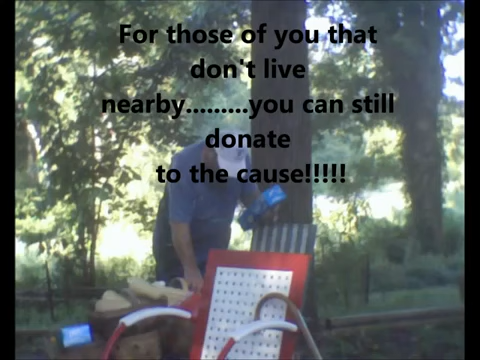 For those of you that
don't live
nearby.........you can still
donate
to the cause!!!!!